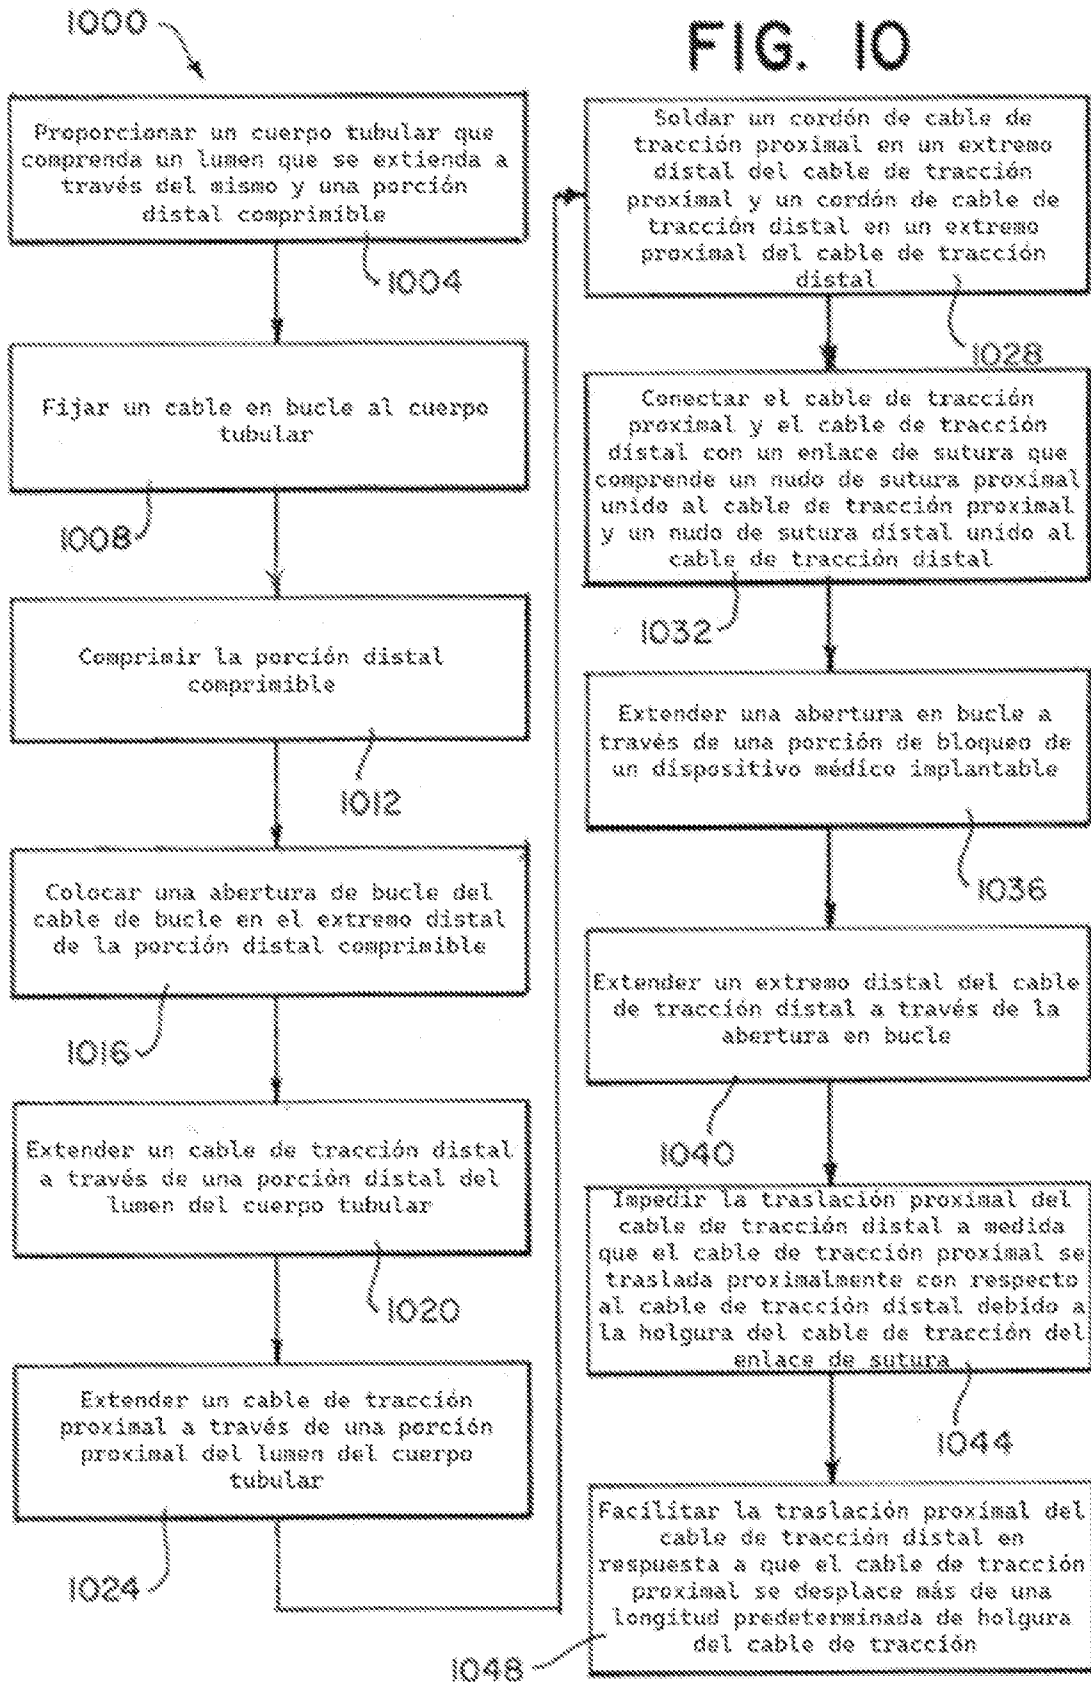 1000
FIG. 10
Proporcionar un cuerpo tubular que
comprenda un lumen que se extienda a
través del mismo y una porción
distal comprimible
1004
Fijar un cable en bucle al cuerpo
tubular
1008
Comprimir la porción distal
comprimible
1012
Colocar una abertura de bucle del
cable de bucle en el extremo distal
de la porción distal comprimible
1016
Extender un cable de tracción distal
a través de una porción distal del
lumen del cuerpo tubular
1020
Extender un cable de tracción
proximal a través de una porción
proximal del lumen del cuerpo
tubular
1024
Soldar un cordón de cable de
tracción proximal en un extremo
distal del cable de tracción
proximal y un cordón de cable de
tracción distal en un extremo
proximal del cable de tracción
distal
1028
Conectar el cable de tracción
proximal y el cable de tracción
distal con un enlace de sutura que
comprende un nudo de sutura proximal
unido al cable de tracción proximal
y un nudo de sutura distal unido al
cable de tracción distal
1032
Extender una abertura en bucle a
través de una porción de bloqueo de
un dispositivo médico implantable
1036
Extender un extremo distal del cable
de tracción distal a través de la
abertura en bucle
1040
Impedir la traslación proximal del
cable de tracción distal a medida
que el cable de tracción proximal se
traslada proximalmente con respecto
al cable de tracción distal debido a
la holgura del cable de tracción del
enlace de sutura
1044
Facilitar la traslación proximal del
cable de tracción distal en
respuesta a que el cable de tracción
proximal se desplace más de una
longitud predeterminada de holgura
del cable de tracción
1048